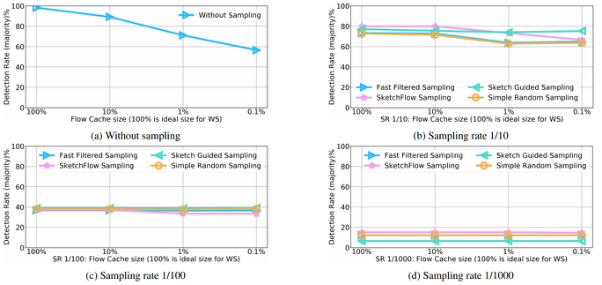 Detection Rate (majority)%
100
80
60
40
20
0
Without Sampling
100%
10%
1%
0.1%
Flow Cache size (100% is ideal size for WS)
(a) Without sampling
Detection Rate (majority)%
100
80
60
40
20
0
Fast Filtered Sampling
Sketch Guided Sampling
SketchFlow Sampling
Simple Random Sampling
100%
10%
1%
0.1%
SR 1/10: Flow Cache size (100% is ideal size for WS)
(b) Sampling rate 1/10
Detection Rate (majority)%
100
80
60
40
20
0
Fast Filtered Sampling
Sketch Guided Sampling
SketchFlow Sampling
Simple Random Sampling
100%
10%
1%
0.1%
SR 1/100: Flow Cache size (100% is ideal size for WS)
(c) Sampling rate 1/100
Detection Rate (majority)%
100
80
60
40
20
0
Fast Filtered Sampling
Sketch Guided Sampling
SketchFlow Sampling
Simple Random Sampling
100%
10%
1%
0.1%
SR 1/1000: Flow Cache size (100% is ideal size for WS)
(d) Sampling rate 1/1000